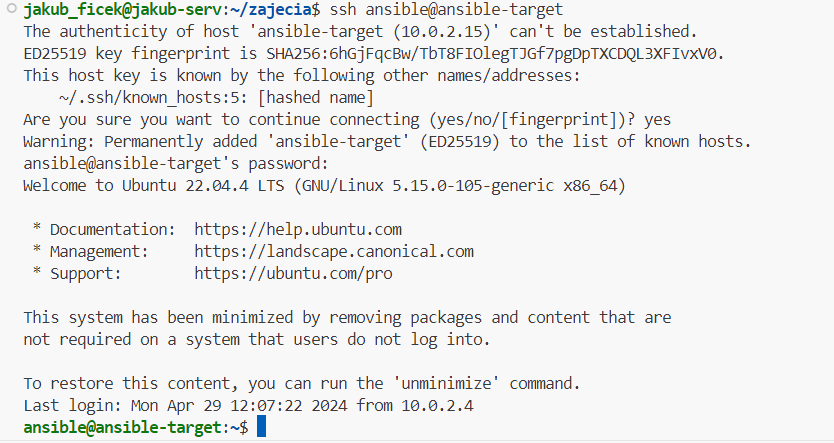 jakub_ficek@jakub-serv:~/zajecia$ ssh ansible@ansible-target
The authenticity of host 'ansible-target (10.0.2.15)' can't be established.
ED25519 key fingerprint is SHA256:6hGjFqcBw/TbT8FIOlegTJGf7pgDpTXCDQL3XFIvxV0.
This host key is known by the following other names/addresses:
    ~/.ssh/known_hosts:5: [hashed name]
Are you sure you want to continue connecting (yes/no/[fingerprint])? yes
Warning: Permanently added 'ansible-target' (ED25519) to the list of known hosts.
ansible@ansible-target's password:
Welcome to Ubuntu 22.04.4 LTS (GNU/Linux 5.15.0-105-generic x86_64)

 * Documentation:  https://help.ubuntu.com
 * Management:     https://landscape.canonical.com
 * Support:        https://ubuntu.com/pro

This system has been minimized by removing packages and content that are
not required on a system that users do not log into.

To restore this content, you can run the 'unminimize' command.
Last login: Mon Apr 29 12:07:22 2024 from 10.0.2.4
ansible@ansible-target:~$